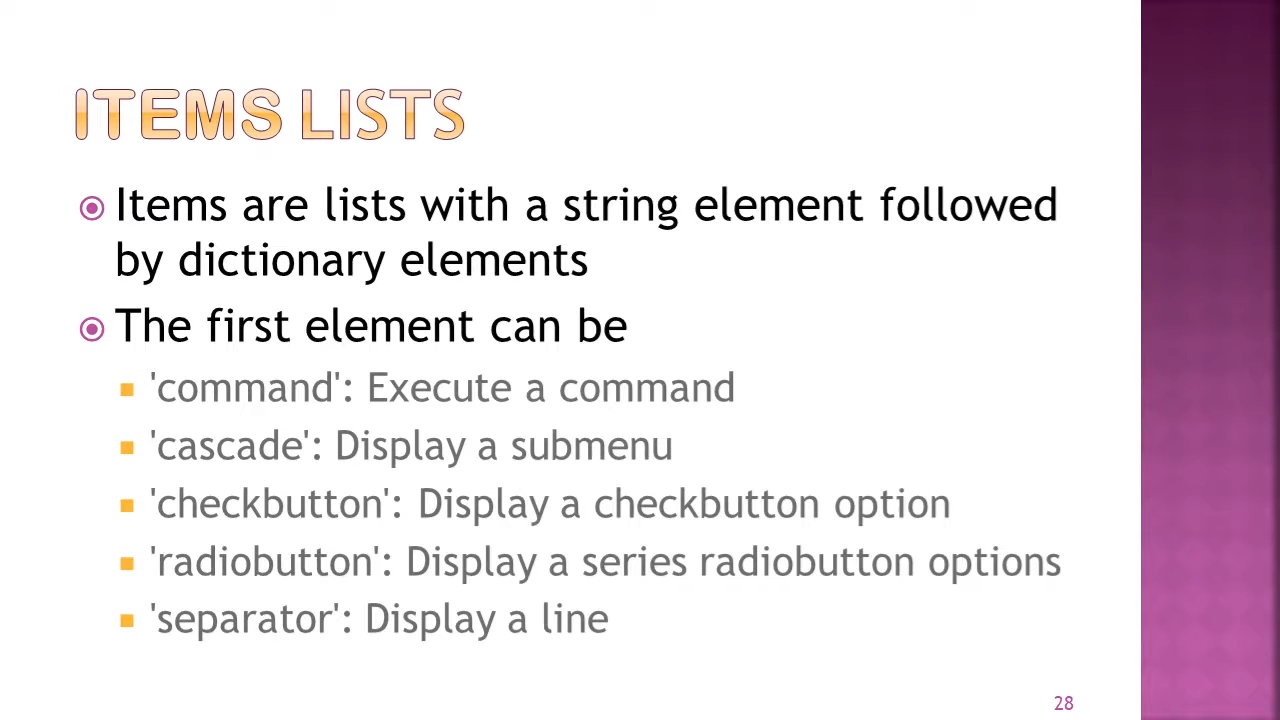 ITEMS LISTS
Items are lists with a string element followed
by dictionary elements
The first element can be
'command': Execute a command
'cascade': Display a submenu
'checkbutton': Display a checkbutton option
'radiobutton': Display a series radiobutton options
'separator': Display a line
28